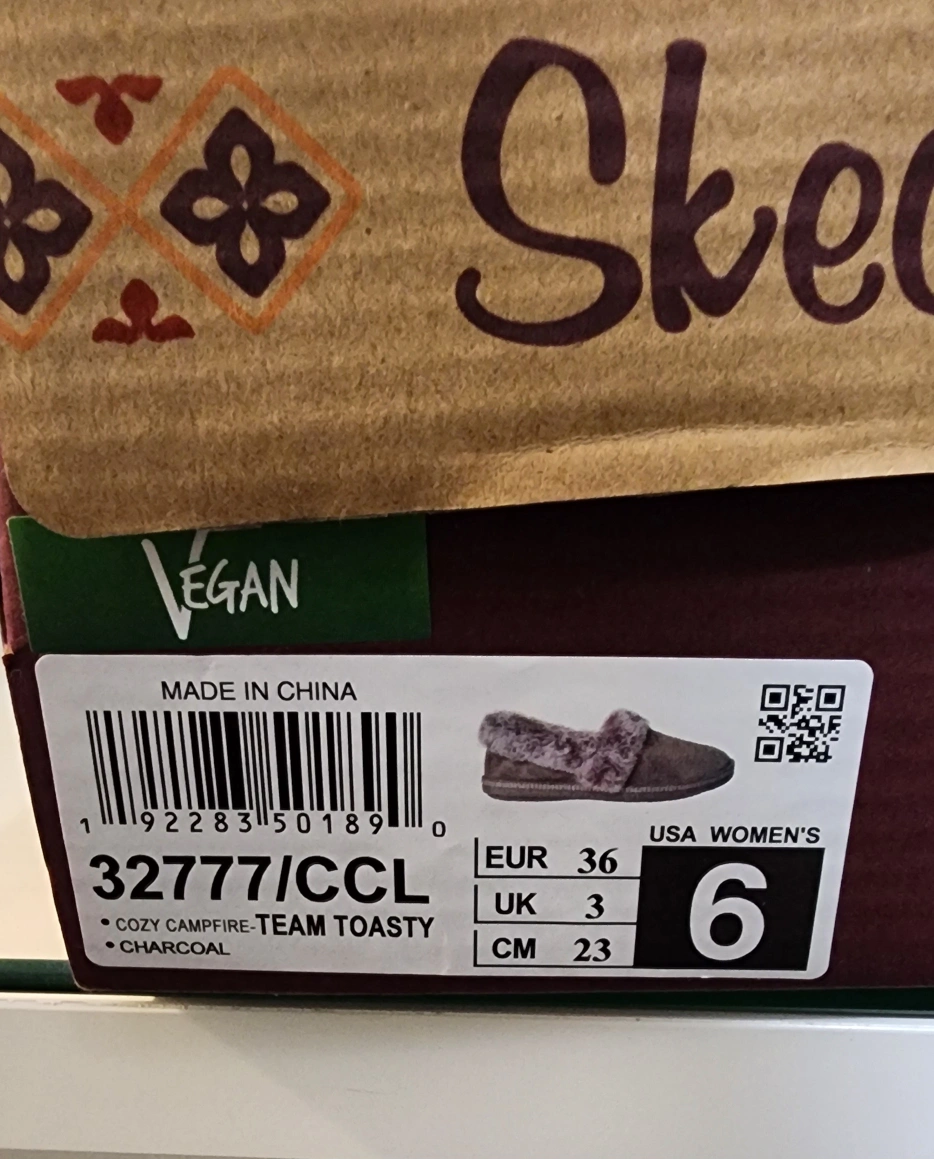 Skec
VEGAN
MADE IN CHINA
1 92283 50189 0
32777/CCL
• COZY CAMPFIRE-TEAM TOASTY
• CHARCOAL
USA WOMEN'S
EUR 36
UK 3
CM 23
6